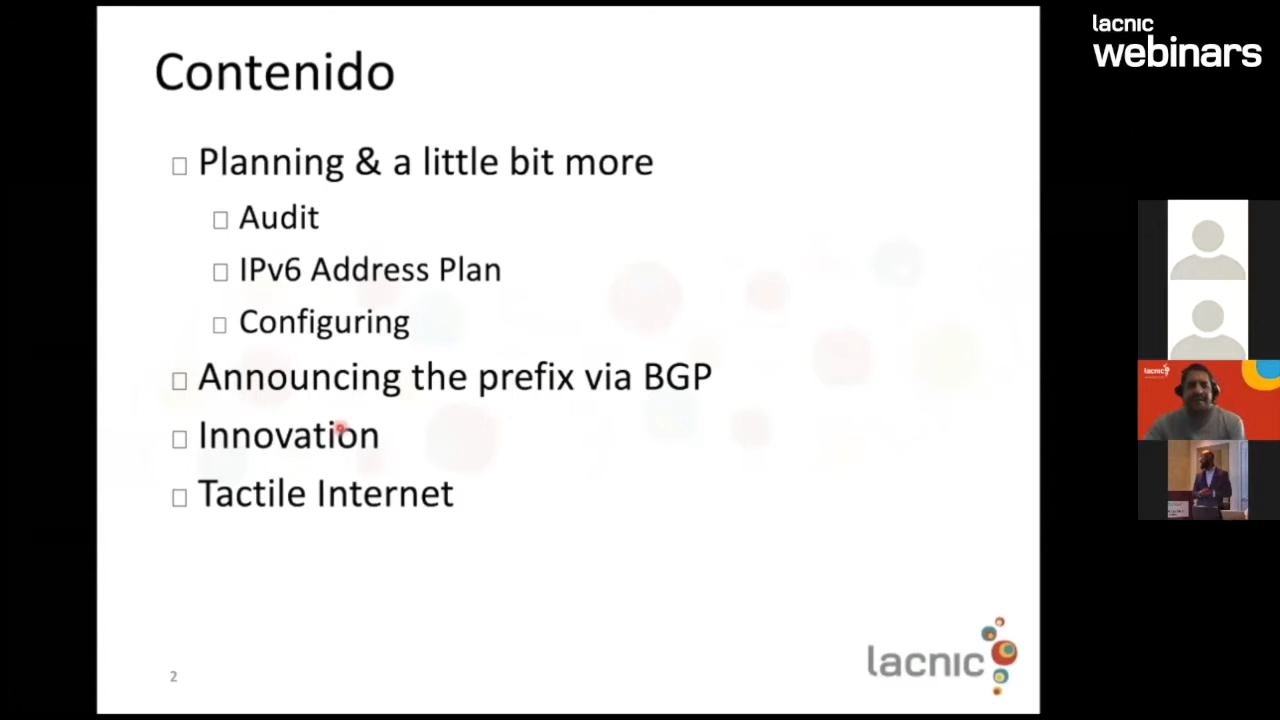 Contenido
Planning & a little bit more
Audit
IPv6 Address Plan
Configuring
Announcing the prefix via BGP
Innovation
Tactile Internet
2
lacnic
lacnic
webinars
lacnic